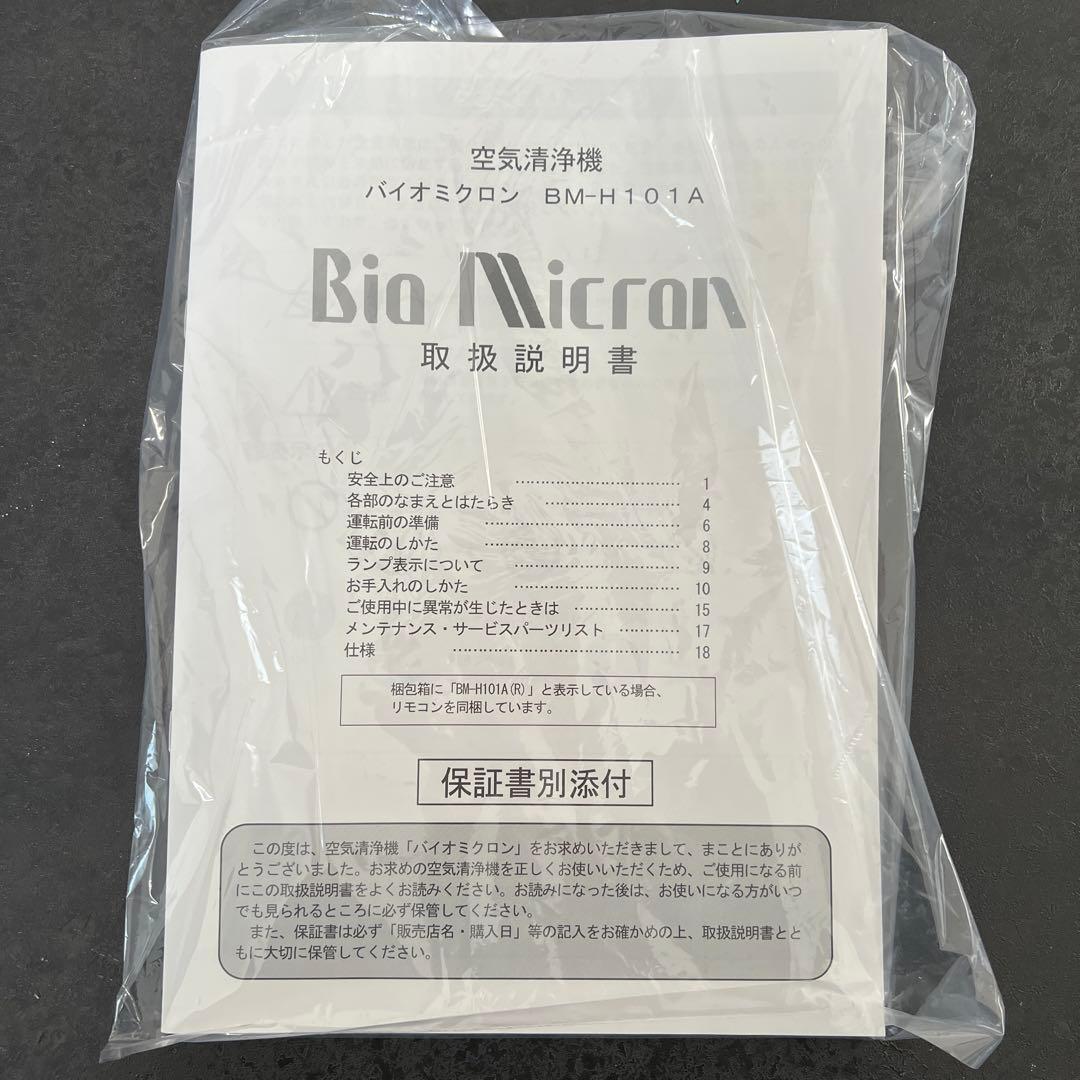 空気清浄機
バイオミクロン　BM-H101A
Bio Micron
取扱説明書
もくじ
安全上のご注意 ……………………………… 1
各部のなまえとはたらき ……………………… 4
運転前の準備 ………………………………… 6
運転のしかた ………………………………… 8
ランプ表示について …………………………… 9
お手入れのしかた …………………………… 10
ご使用中に異常が生じたときは ………………… 15
メンテナンス・サービスパーツリスト ………… 17
仕様 ……………………………………… 18
梱包箱に「BM-H101A(R)」と表示している場合、
リモコンを同梱しています。
保証書別添付
この度は、空気清浄機「バイオミクロン」をお求めいただきまして、まことにありが
とうございました。お求めの空気清浄機を正しくお使いいただくため、ご使用になる前
にこの取扱説明書をよくお読みください。お読みになった後は、お使いになる方がいつ
でも見られるところに必ず保管してください。
また、保証書は必ず「販売店名・購入日」等の記入をお確かめの上、取扱説明書とと
もに大切に保管してください。